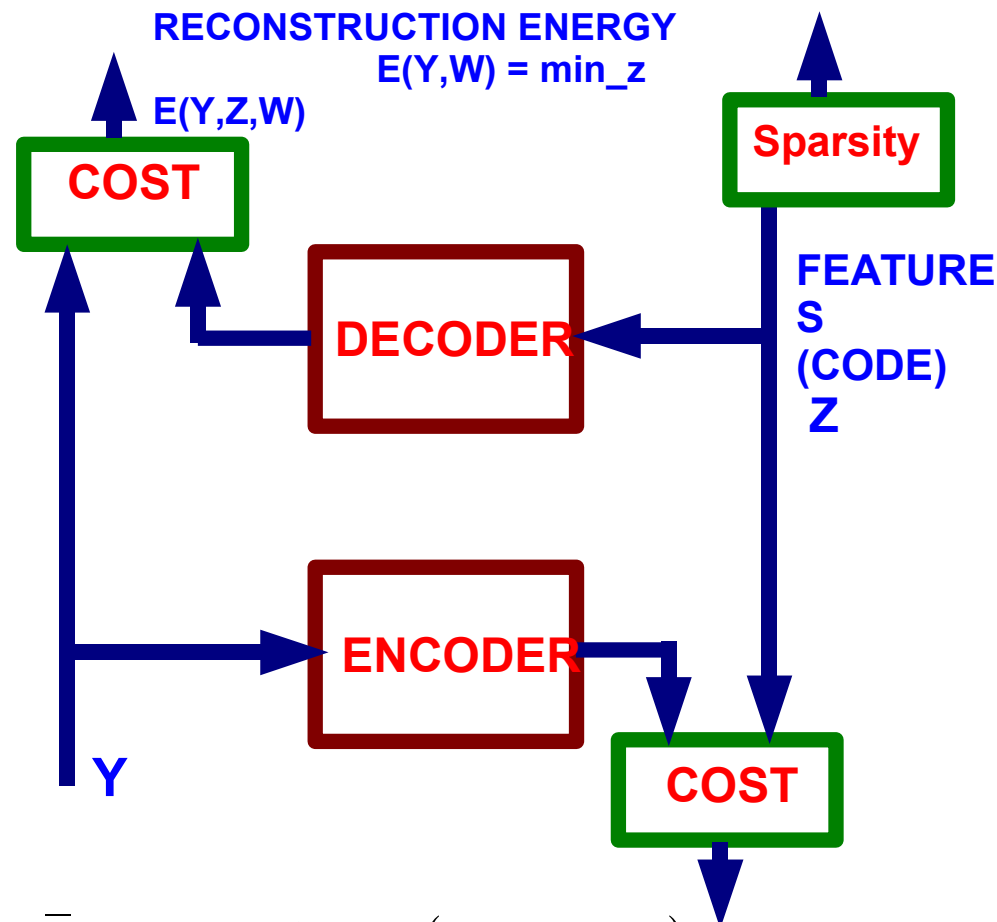 RECONSTRUCTION ENERGY
E(Y,W) = min_z
E(Y,Z,W)
COST
Sparsity
FEATURE
S
(CODE)
Z
DECODER
ENCODER
Y
COST